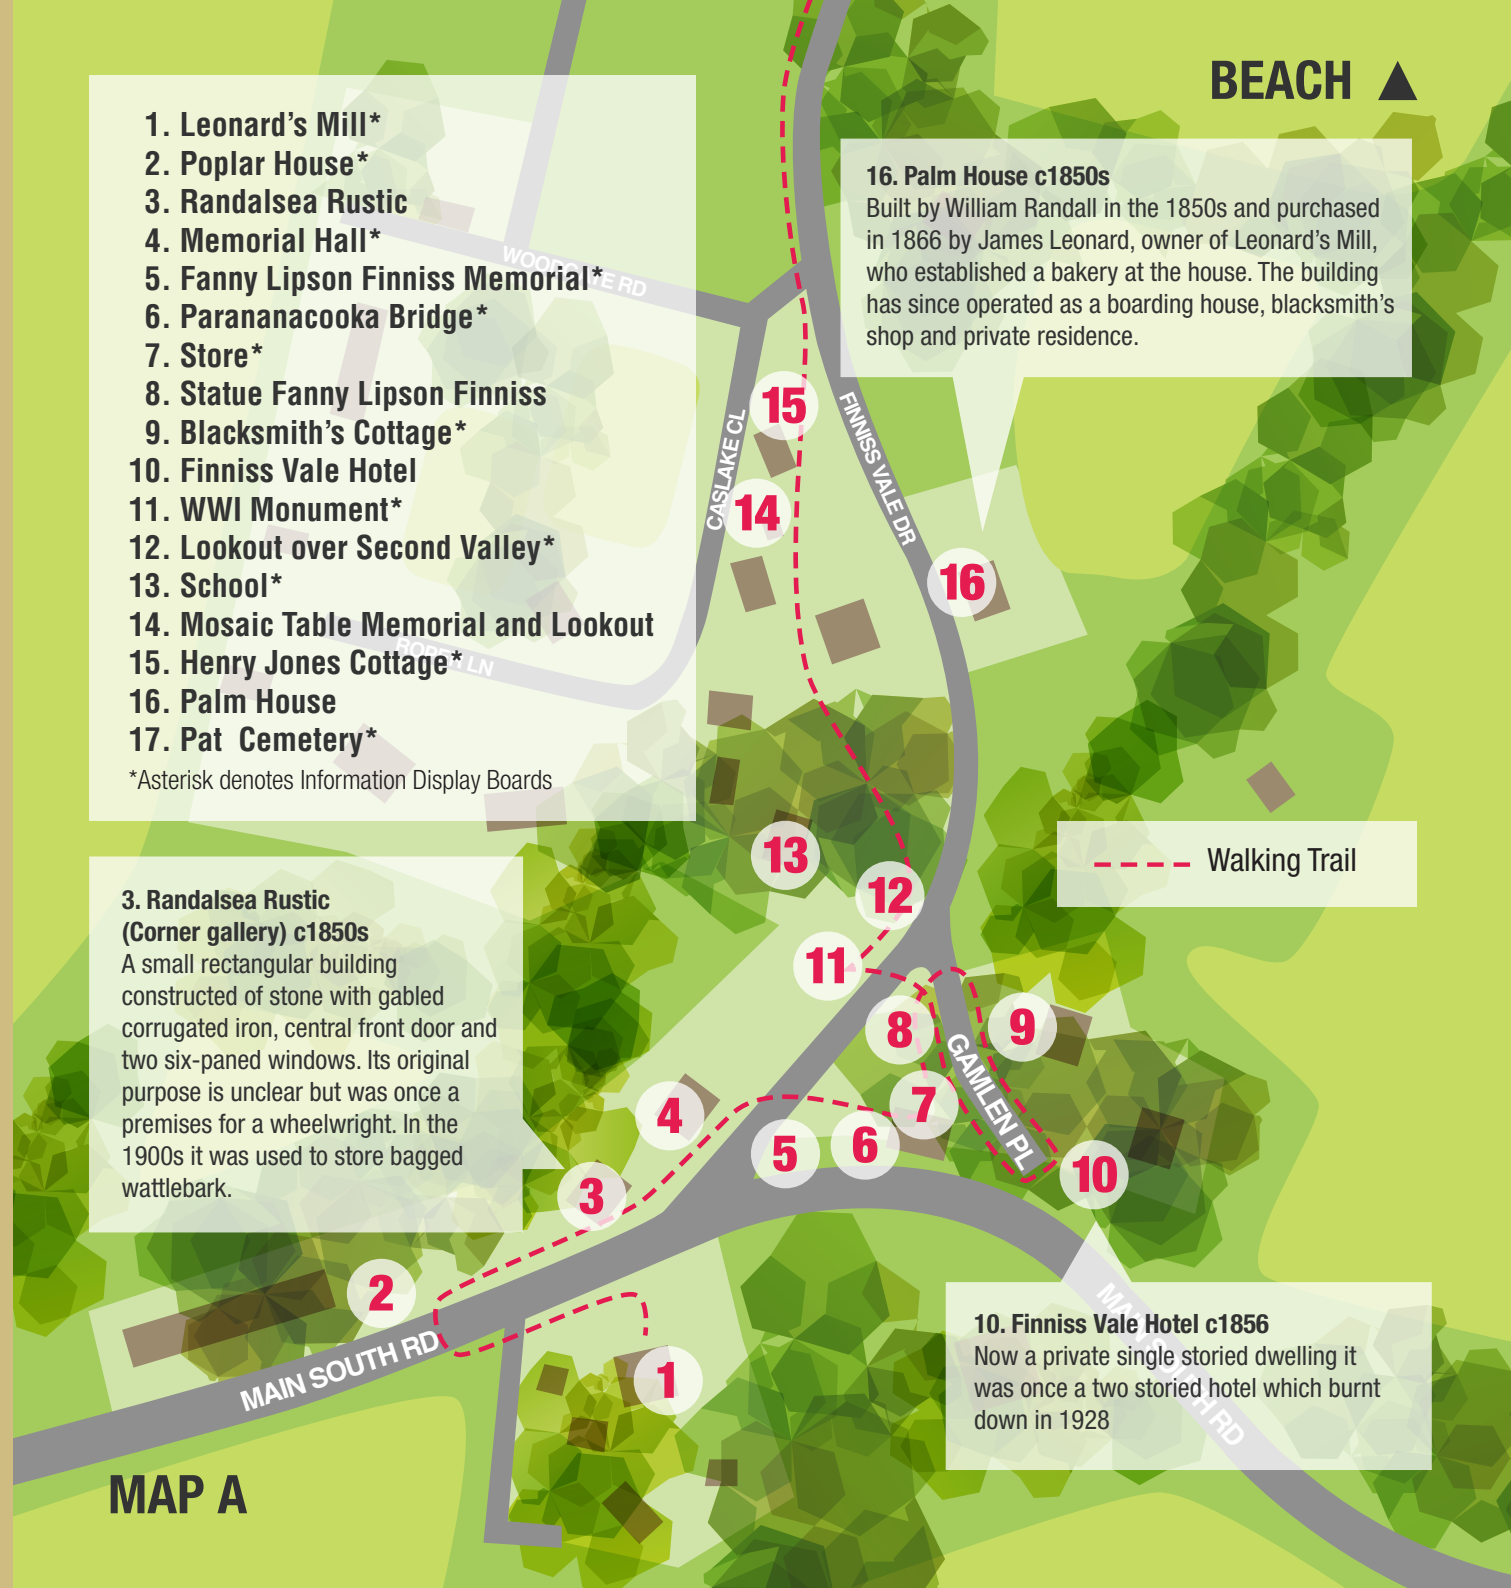 BEACH ▲
1. Leonard's Mill*
2. Poplar House*
3. Randalsea Rustic
4. Memorial Hall*
5. Fanny Lipson Finniss Memorial*
6. Parananacooka Bridge*
7. Store*
8. Statue Fanny Lipson Finniss
9. Blacksmith's Cottage*
10. Finniss Vale Hotel
11. WWI Monument*
12. Lookout over Second Valley*
13. School*
14. Mosaic Table Memorial and Lookout
15. Henry Jones Cottage*
16. Palm House
17. Pat Cemetery*
*Asterisk denotes Information Display Boards
16. Palm House c1850s
Built by William Randall in the 1850s and purchased
in 1866 by James Leonard, owner of Leonard's Mill,
who established a bakery at the house. The building
has since operated as a boarding house, blacksmith's
shop and private residence.
RD
LN
CASLAKE CL
FINNISS VALE DR
15
14
16
13
12
11
8
9
7
4
5
6
10
3
2
1
GAMLEN PL
Walking Trail
3. Randalsea Rustic
(Corner gallery) c1850s
A small rectangular building
constructed of stone with gabled
corrugated iron, central front door and
two six-paned windows. Its original
purpose is unclear but was once a
premises for a wheelwright. In the
1900s it was used to store bagged
wattlebark.
MAIN SOUTH RD
MAIN SOUTH RD
10. Finniss Vale Hotel c1856
Now a private single storied dwelling it
was once a two storied hotel which burnt
down in 1928
MAP A